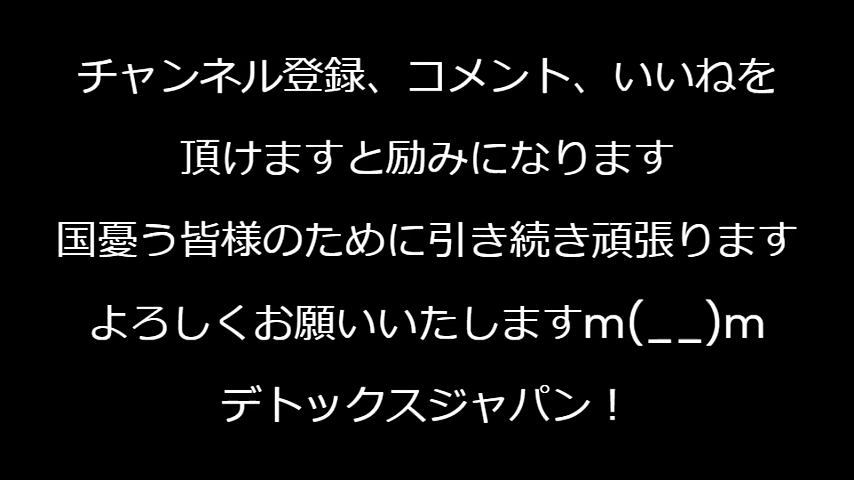 チャンネル登録、コメント、いいねを
頂けますと励みになります
国憂う皆様のために引き続き頑張ります
よろしくお願いいたしますm(__)m
デトックスジャパン！